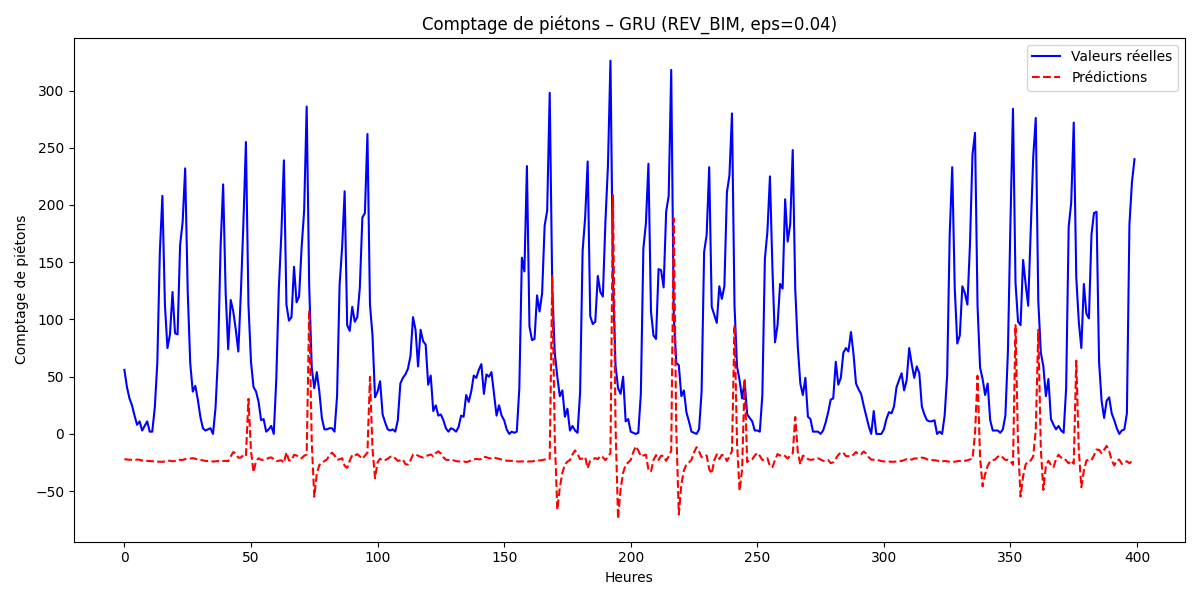 Comptage de piétons – GRU (REV_BIM, eps=0.04)
Valeurs réelles
Prédictions
Comptage de piétons
300
250
200
150
100
50
0
−50
0 50 100 150 200 250 300 350 400
Heures